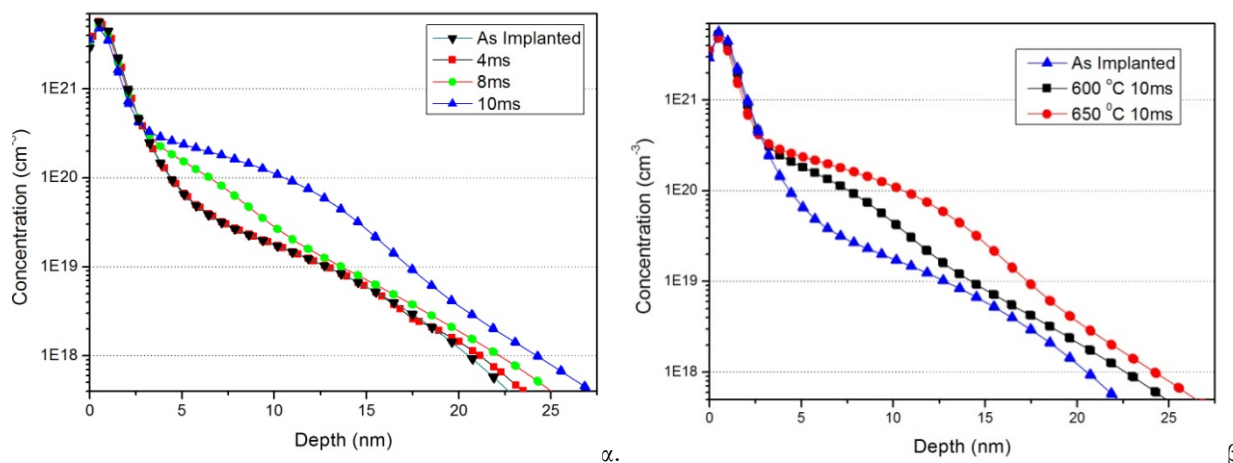 As Implanted
4ms
8ms
10ms
Concentration (cm⁻³)
1E21
1E20
1E19
1E18
0 5 10 15 20 25
Depth (nm)
α.
As Implanted
600 ⁰C 10ms
650 ⁰C 10ms
Concentration (cm⁻³)
1E21
1E20
1E19
1E18
0 5 10 15 20 25
Depth (nm)
β